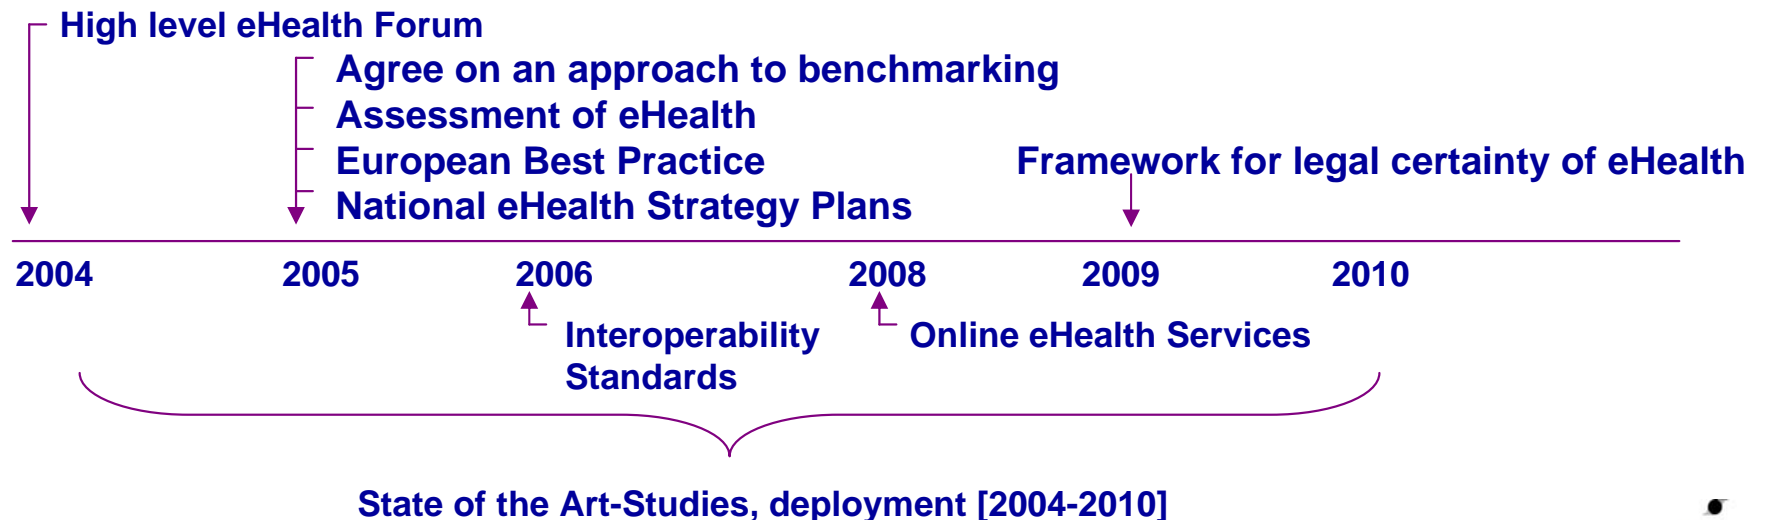 High level eHealth Forum
Agree on an approach to benchmarking
Assessment of eHealth
European Best Practice
Framework for legal certainty of eHealth
National eHealth Strategy Plans
2004 2005 2006 2008 2009 2010
Interoperability
Standards
Online eHealth Services
State of the Art-Studies, deployment [2004-2010]